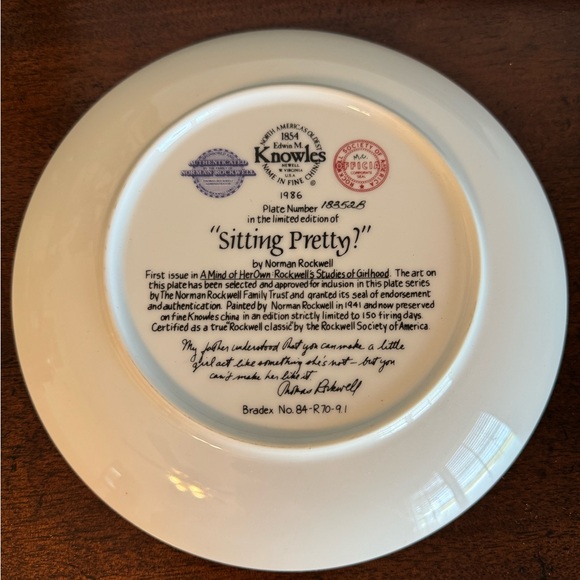 NORTH AMERICA'S OLDEST
1854
Edwin M.
Knowles
NEWELL
W. VIRGINIA
U.S.A.
NAME IN FINE CHINA
AUTHENTICATED
NORMAN ROCKWELL
SOCIETY OF
OFFICIAL
AMERICA
1986
Plate Number 18352B
in the limited edition of
"Sitting Pretty?"
by Norman Rockwell
First issue in A Mind of Her Own: Rockwell's Studies of Girlhood. The art on
this plate has been selected and approved for inclusion in this plate series
by The Norman Rockwell Family Trust and granted its seal of endorsement
and authentication. Painted by Norman Rockwell in 1941 and now preserved
on fine Knowles china in an edition strictly limited to 150 firing days.
Certified as a true "Rockwell classic" by the Rockwell Society of America.
My father understood that you can make a little
girl act like something she's not – but you
can't make her like it
Thomas Rockwell
Bradex No. 84-R70-9.1